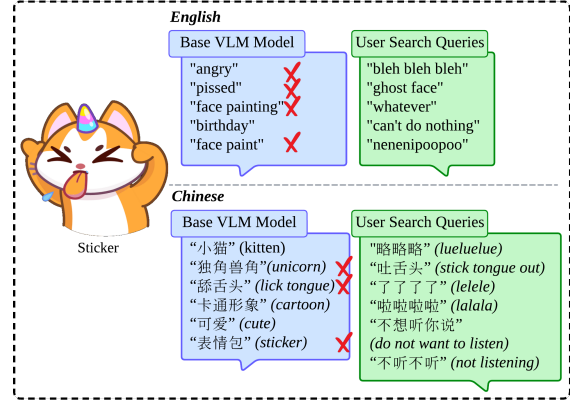 English
Base VLM Model
"angry"
"pissed"
"face painting"
"birthday"
"face paint"
User Search Queries
"bleh bleh bleh"
"ghost face"
"whatever"
"can't do nothing"
"nenenipoopoo"
Sticker
Chinese
Base VLM Model
“小猫” (kitten)
“独角兽角”(unicorn)
“舔舌头” (lick tongue)
“卡通形象” (cartoon)
“可爱” (cute)
“表情包” (sticker)
User Search Queries
"略略略” (lueluelue)
“吐舌头” (stick tongue out)
“了了了了” (lelele)
“啦啦啦啦” (lalala)
“不想听你说”
(do not want to listen)
“不听不听” (not listening)